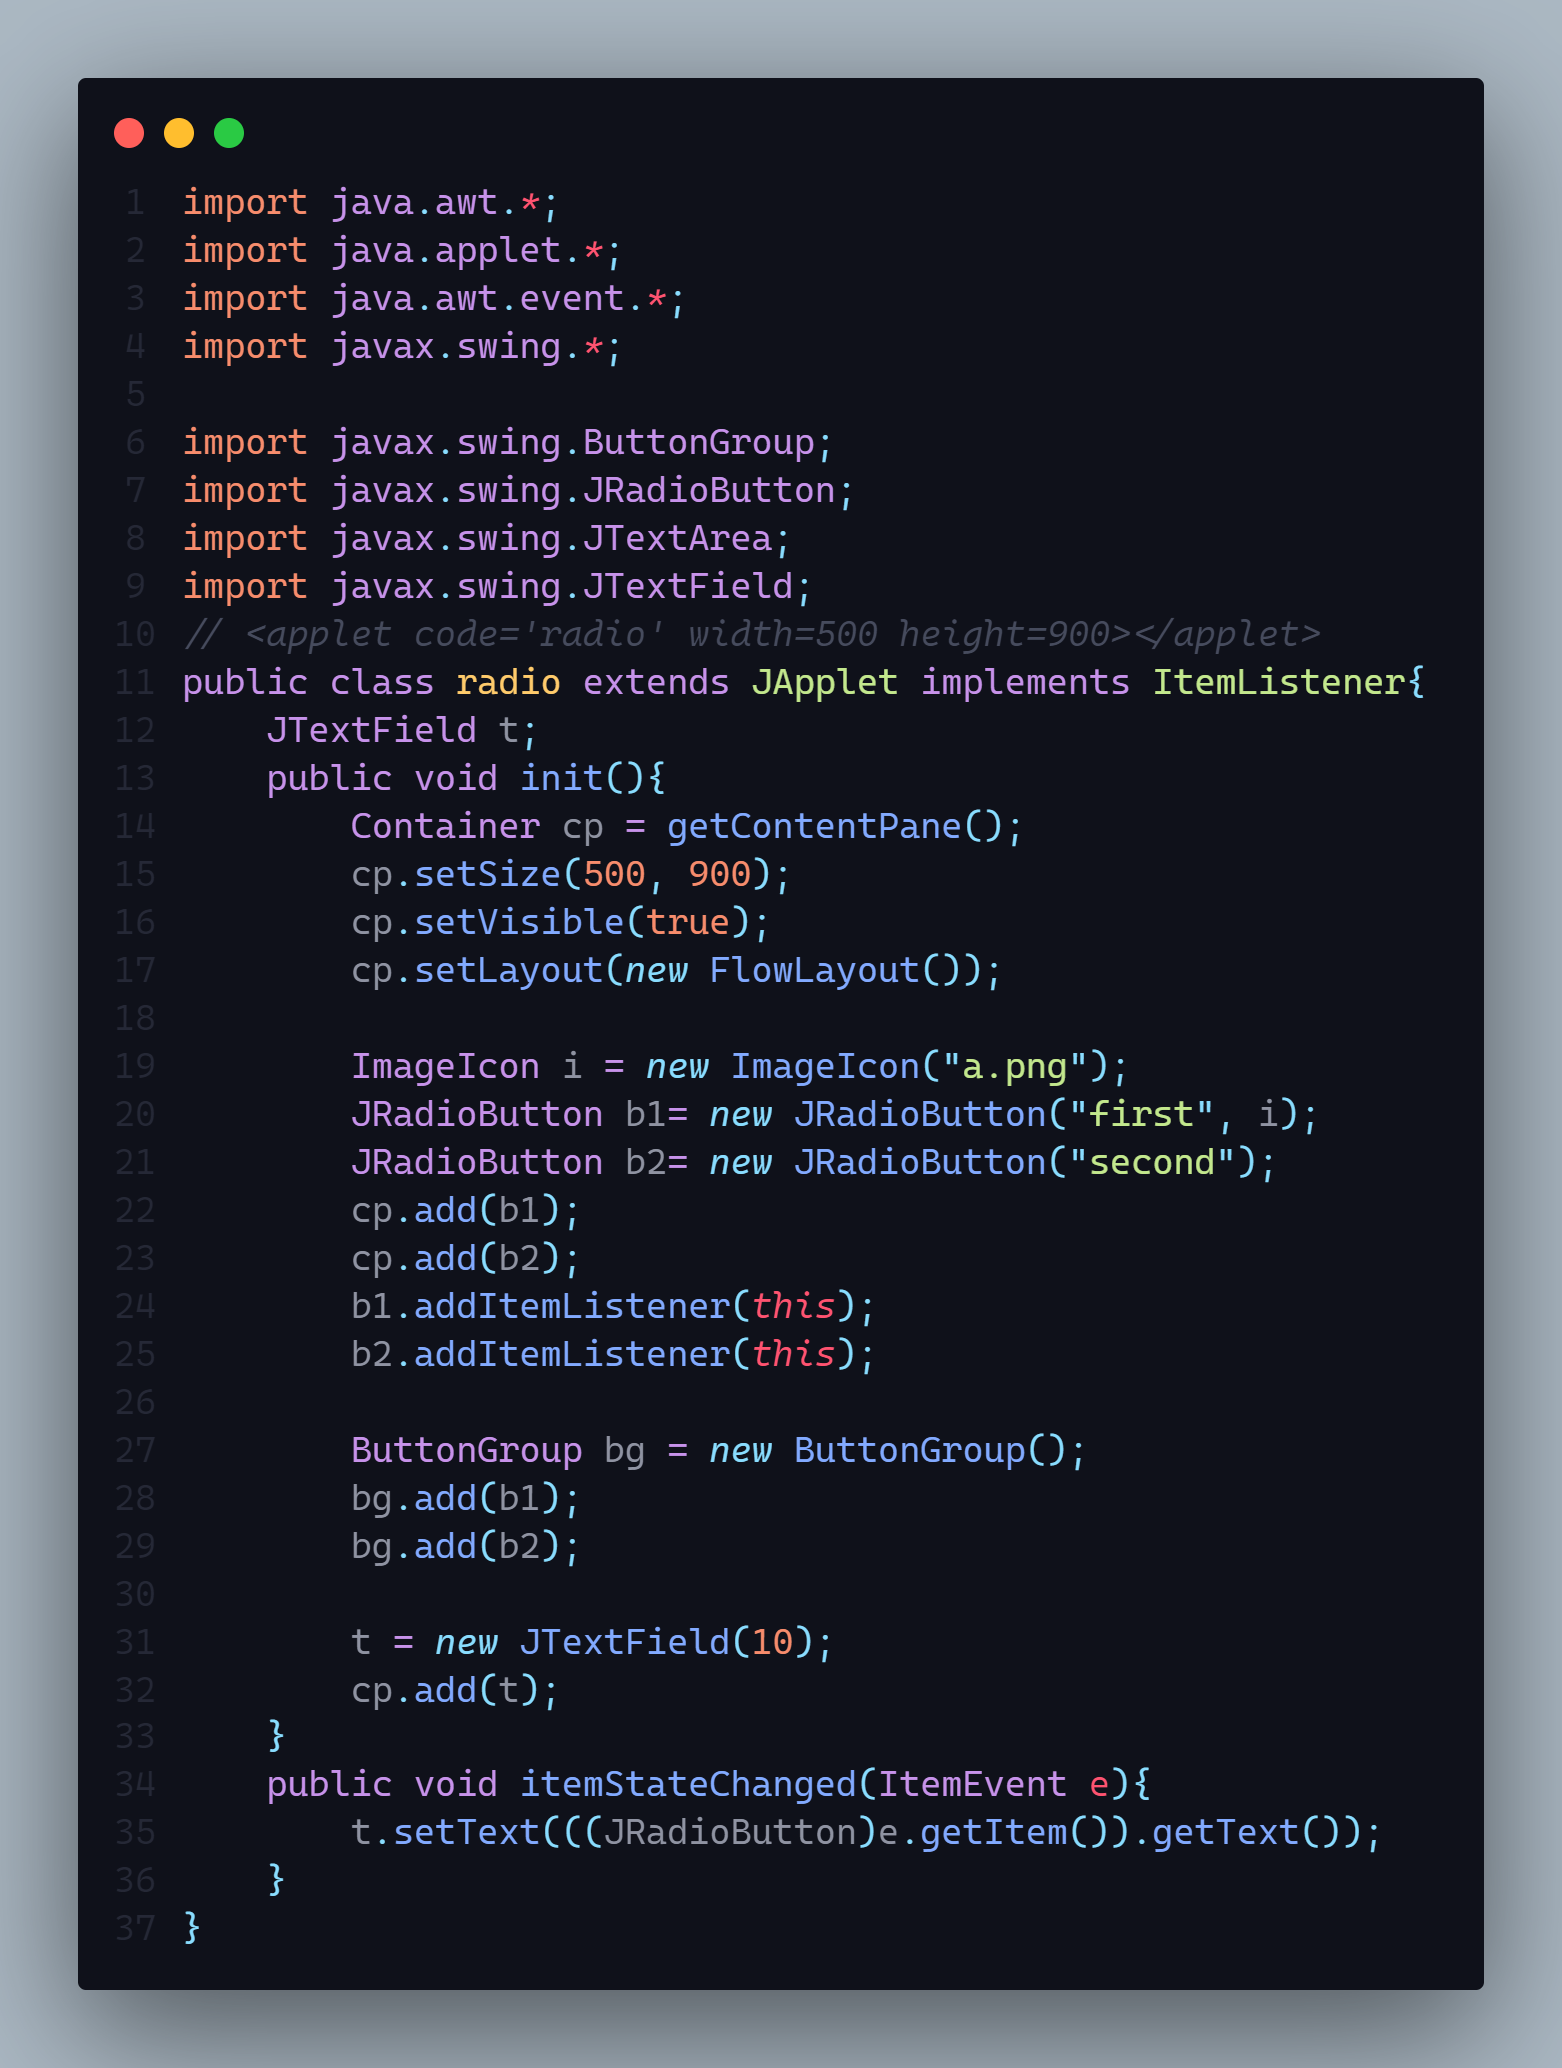 1 import java.awt.*;
2 import java.applet.*;
3 import java.awt.event.*;
4 import javax.swing.*;
5
6 import javax.swing.ButtonGroup;
7 import javax.swing.JRadioButton;
8 import javax.swing.JTextArea;
9 import javax.swing.JTextField;
10 // <applet code='radio' width=500 height=900></applet>
11 public class radio extends JApplet implements ItemListener{
12     JTextField t;
13     public void init(){
14         Container cp = getContentPane();
15         cp.setSize(500, 900);
16         cp.setVisible(true);
17         cp.setLayout(new FlowLayout());
18
19         ImageIcon i = new ImageIcon("a.png");
20         JRadioButton b1= new JRadioButton("first", i);
21         JRadioButton b2= new JRadioButton("second");
22         cp.add(b1);
23         cp.add(b2);
24         b1.addItemListener(this);
25         b2.addItemListener(this);
26
27         ButtonGroup bg = new ButtonGroup();
28         bg.add(b1);
29         bg.add(b2);
30
31         t = new JTextField(10);
32         cp.add(t);
33     }
34     public void itemStateChanged(ItemEvent e){
35         t.setText(((JRadioButton)e.getItem()).getText());
36     }
37 }